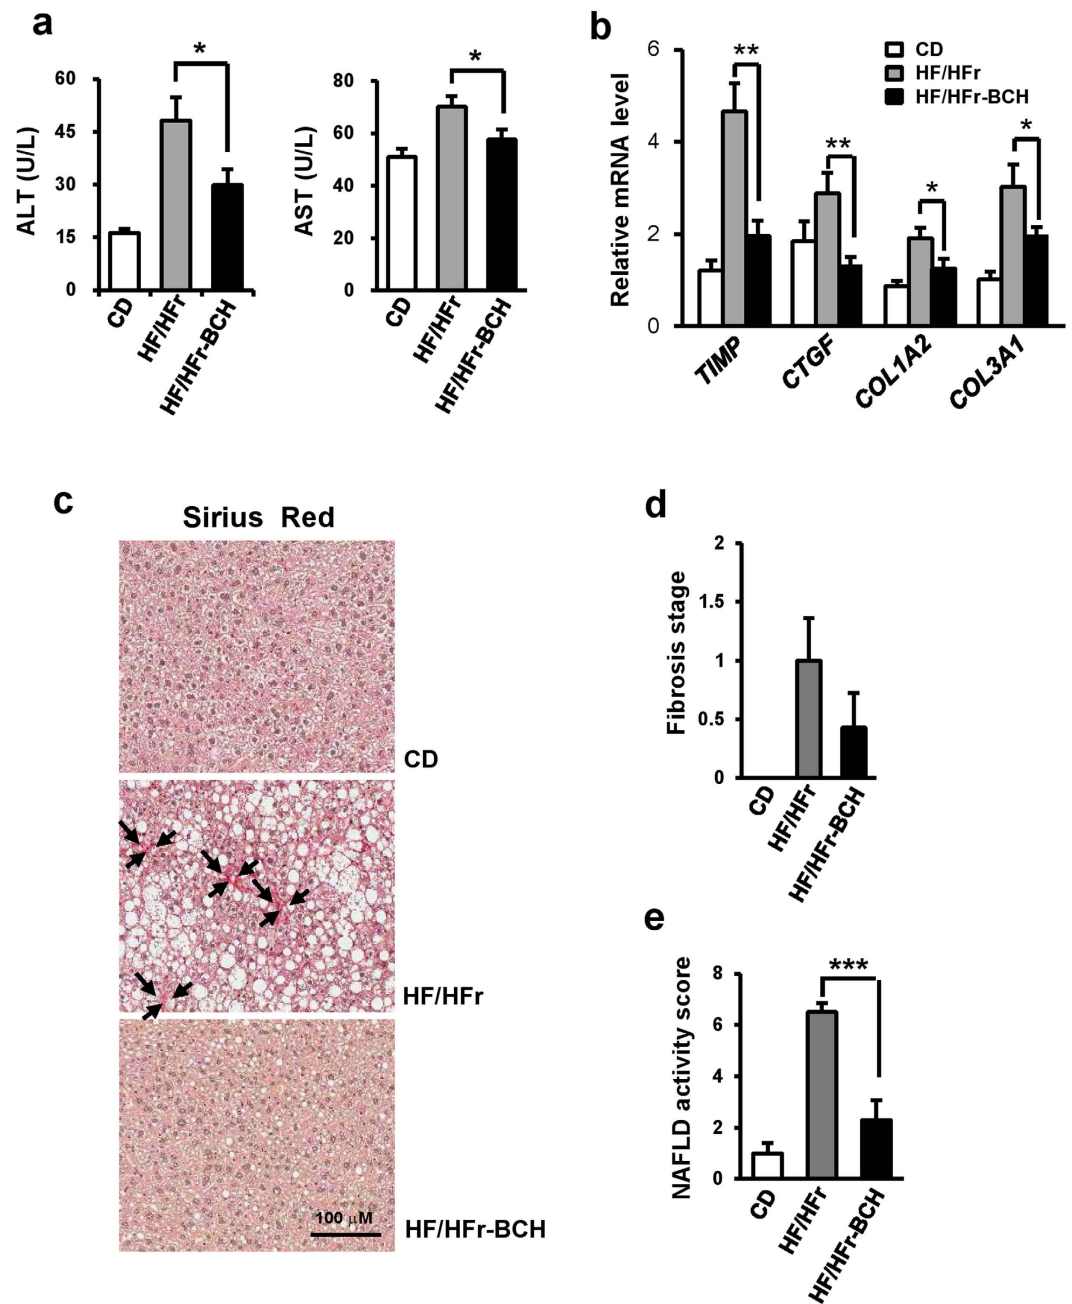 a
ALT (U/L)
60
45
30
15
0
*
CD
HF/HFr
HF/HFr-BCH
AST (U/L)
80
60
40
20
0
*
CD
HF/HFr
HF/HFr-BCH
b
Relative mRNA level
6
4
2
0
CD
HF/HFr
HF/HFr-BCH
**
**
*
*
TIMP
CTGF
COL1A2
COL3A1
c
Sirius Red
CD
HF/HFr
100 μM
HF/HFr-BCH
d
Fibrosis stage
2
1.5
1
0.5
0
CD
HF/HFr
HF/HFr-BCH
e
NAFLD activity score
8
6
4
2
0
***
CD
HF/HFr
HF/HFr-BCH